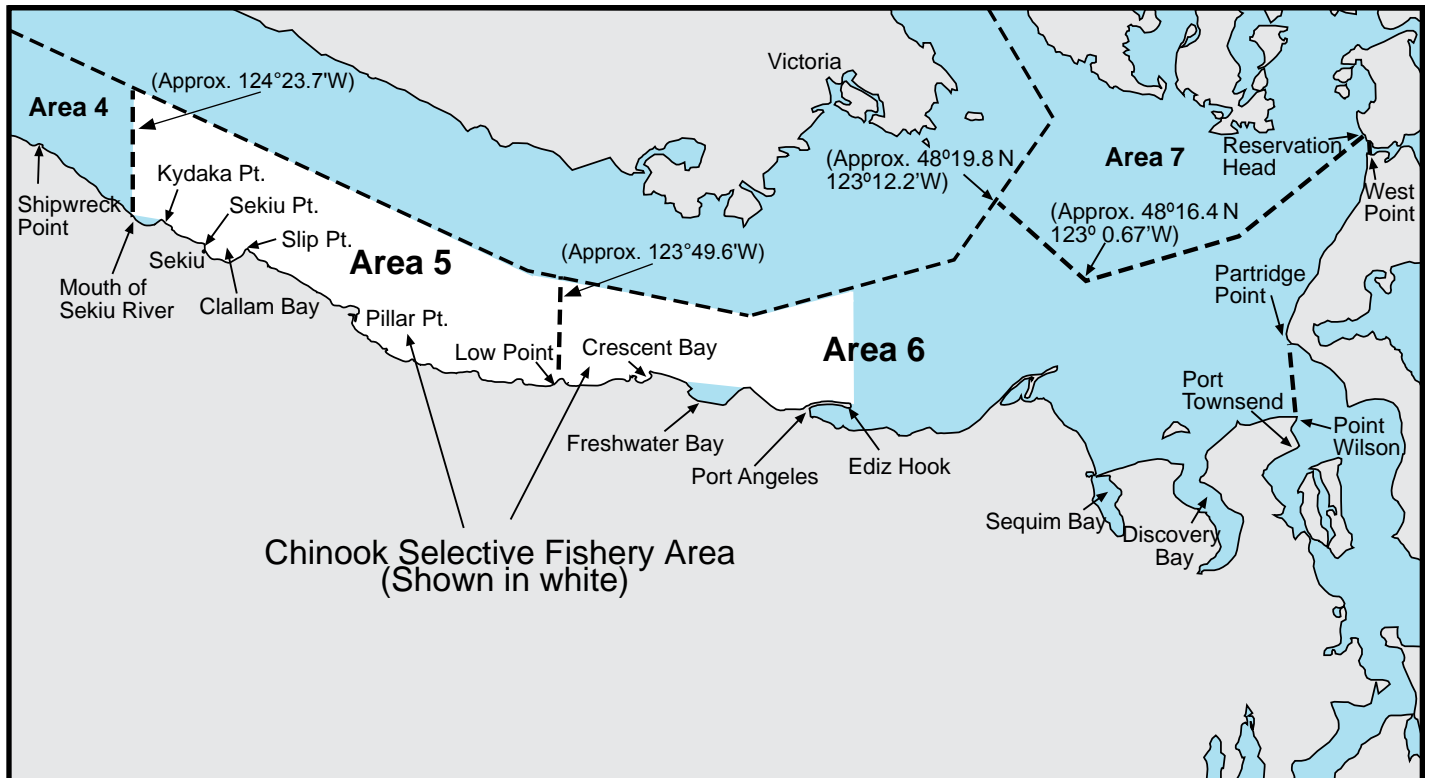 Victoria
(Approx. 124°23.7'W)
Area 4
Reservation
Head
Area 7
(Approx. 48º19.8 N
123º12.2’W)
Kydaka Pt.
West
Point
Shipwreck
Point
Sekiu Pt.
(Approx. 48º16.4 N
123º 0.67’W)
Slip Pt.
(Approx. 123°49.6'W)
Sekiu
Area 5
Mouth of
Sekiu River
Partridge
Point
Clallam Bay
Pillar Pt.
Low Point
Crescent Bay
Area 6
Port
Townsend
Point
Wilson
Freshwater Bay
Port Angeles
Ediz Hook
Sequim Bay
Discovery
Bay
Chinook Selective Fishery Area
(Shown in white)